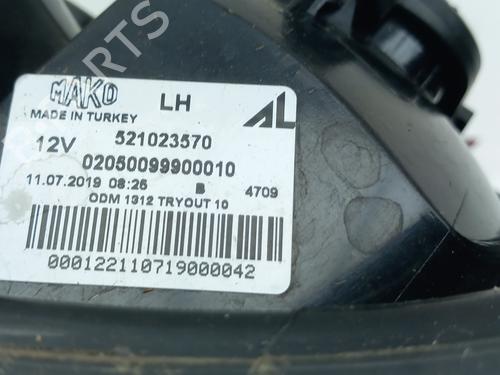 MAKO
LH
AL
MADE IN TURKEY
12V
521023570
02050099900010
11.07.2019 08:25
B
4709
ODM 1312 TRYOUT 10
000122110719000042